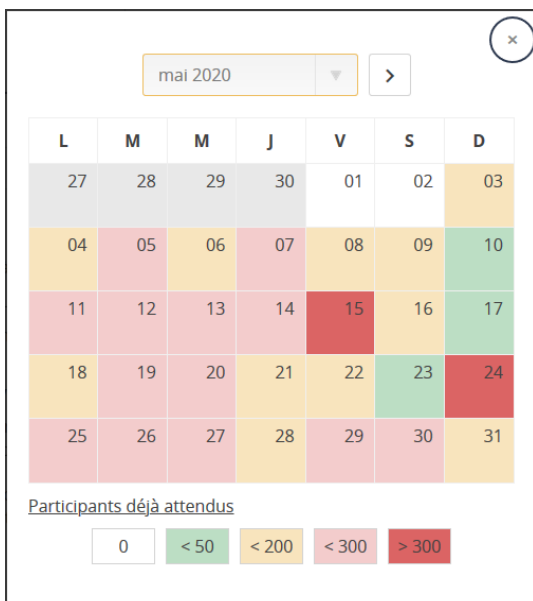 ×
mai 2020 ▼ >
L M M J V S D
27 28 29 30 01 02 03
04 05 06 07 08 09 10
11 12 13 14 15 16 17
18 19 20 21 22 23 24
25 26 27 28 29 30 31
Participants déjà attendus
0 < 50 < 200 < 300 > 300